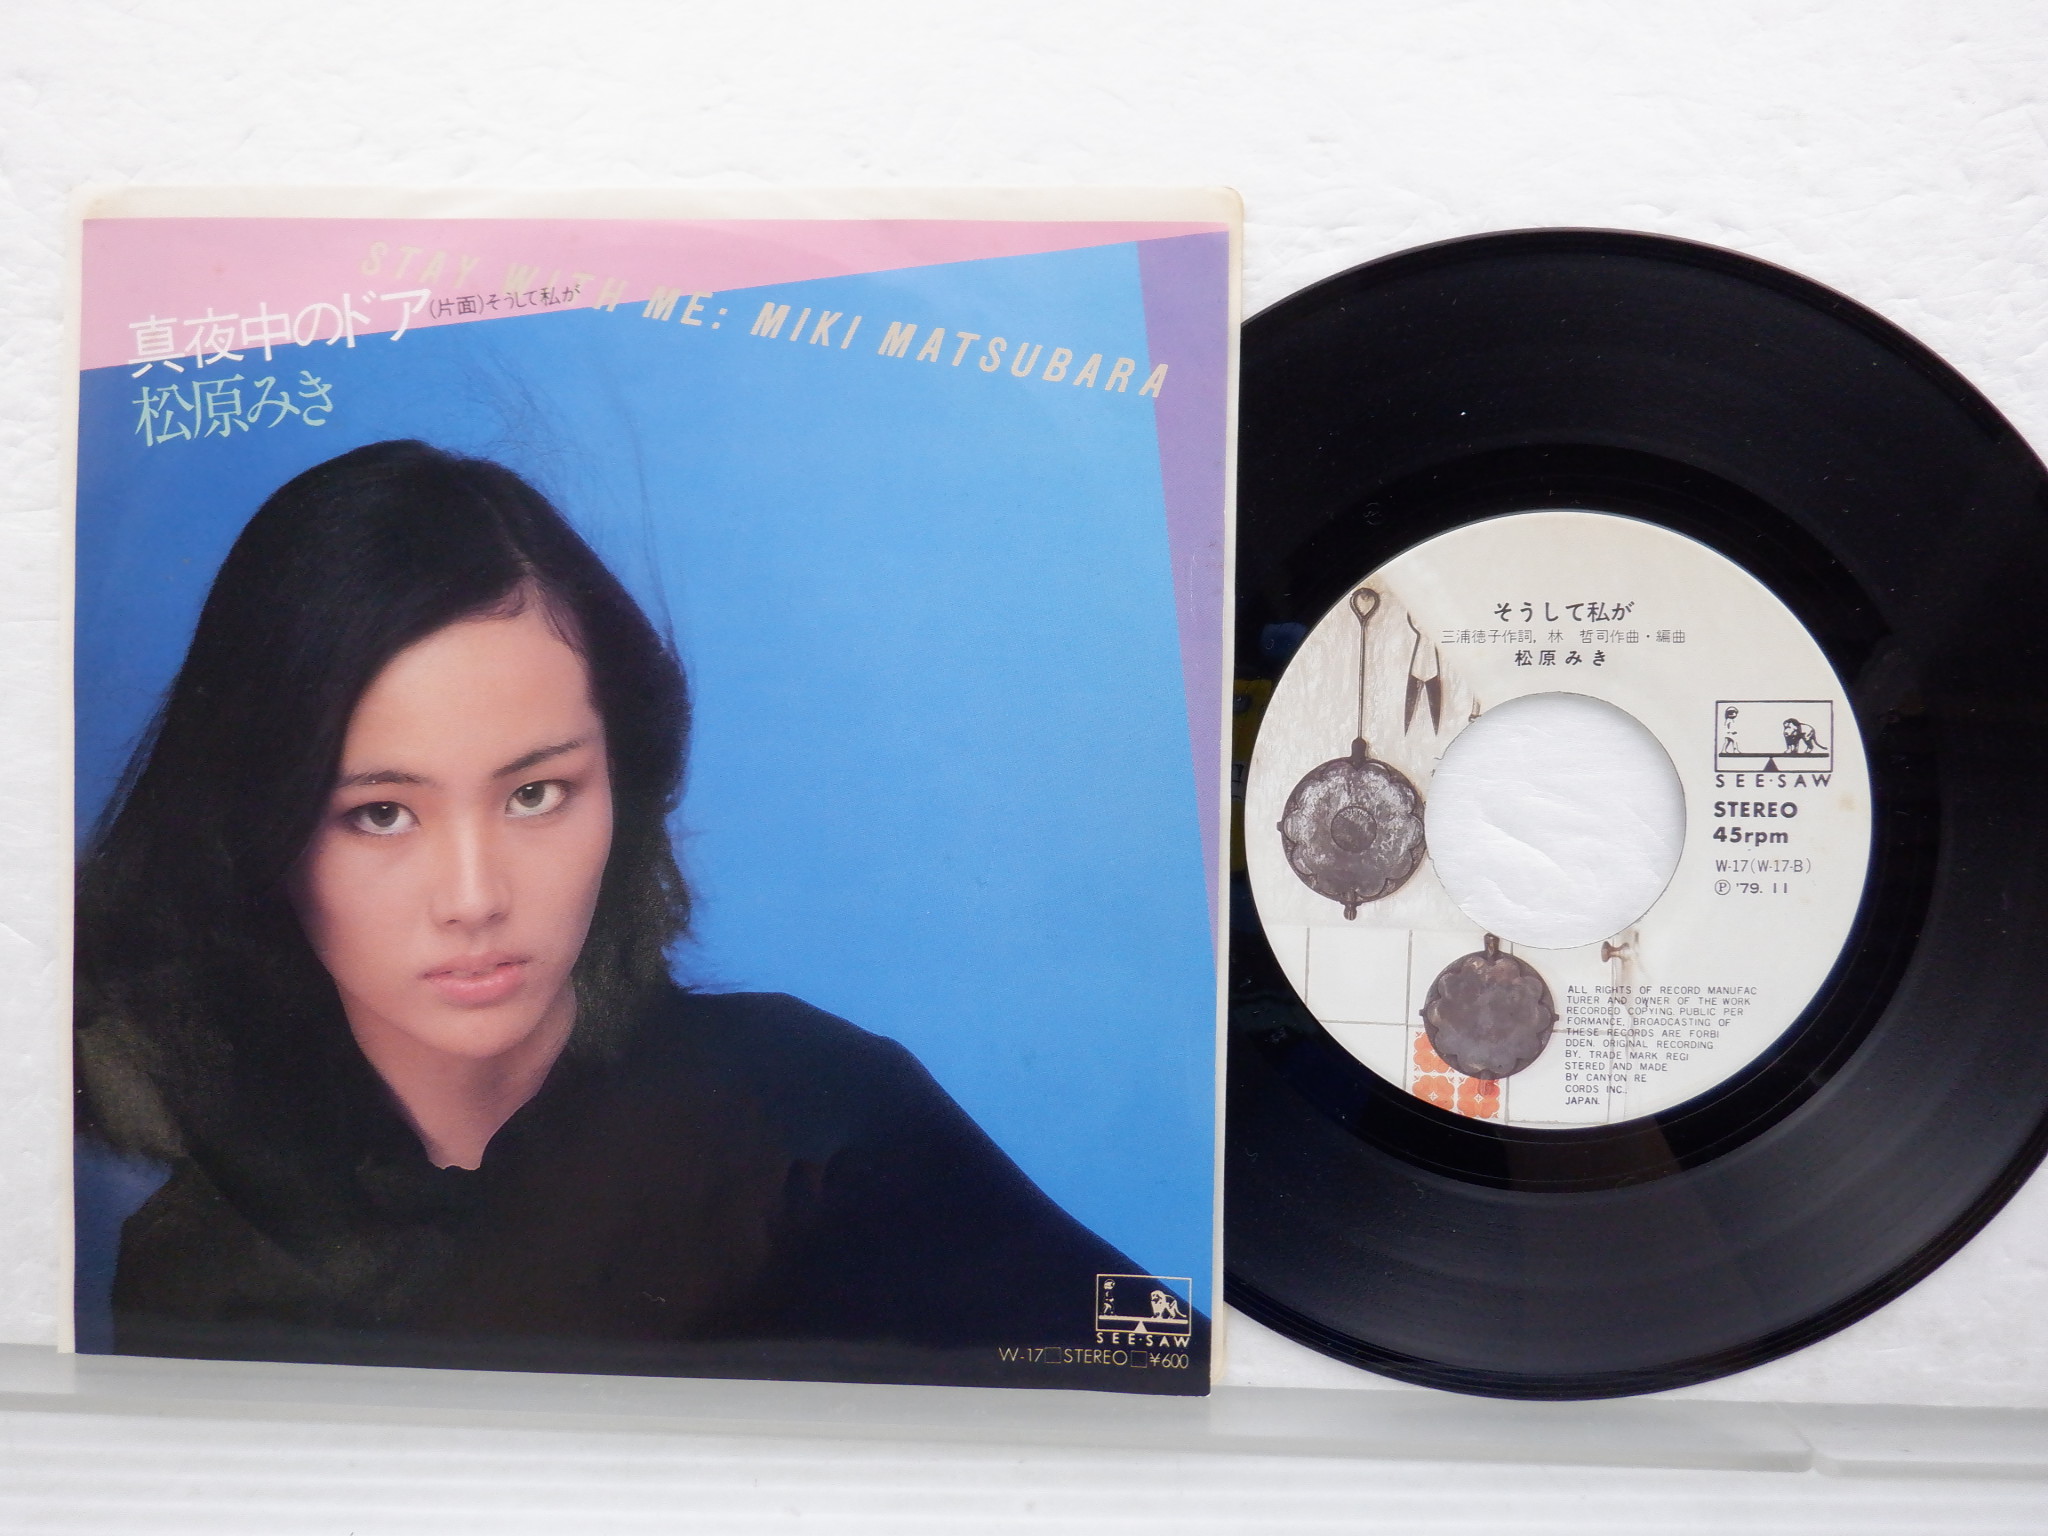 STAY WITH ME: MIKI MATSUBARA
真夜中のドア(片面)そうして私が
松原みき
SEE·SAW
W-17□STEREO□¥600
そうして私が
三浦徳子作詞, 林 哲司作曲・編曲
松原みき
SEE·SAW
STEREO
45rpm
W-17(W-17-B)
Ⓟ '79. 11
ALL RIGHTS OF RECORD MANUFAC
TURER AND OWNER OF THE WORK
RECORDED COPYING. PUBLIC PER
FORMANCE, BROADCASTING OF
THESE RECORDS ARE FORBI
DDEN. ORIGINAL RECORDING
BY. TRADE MARK REGI
STERED AND MADE
BY CANYON RE
CORDS INC.,
JAPAN.